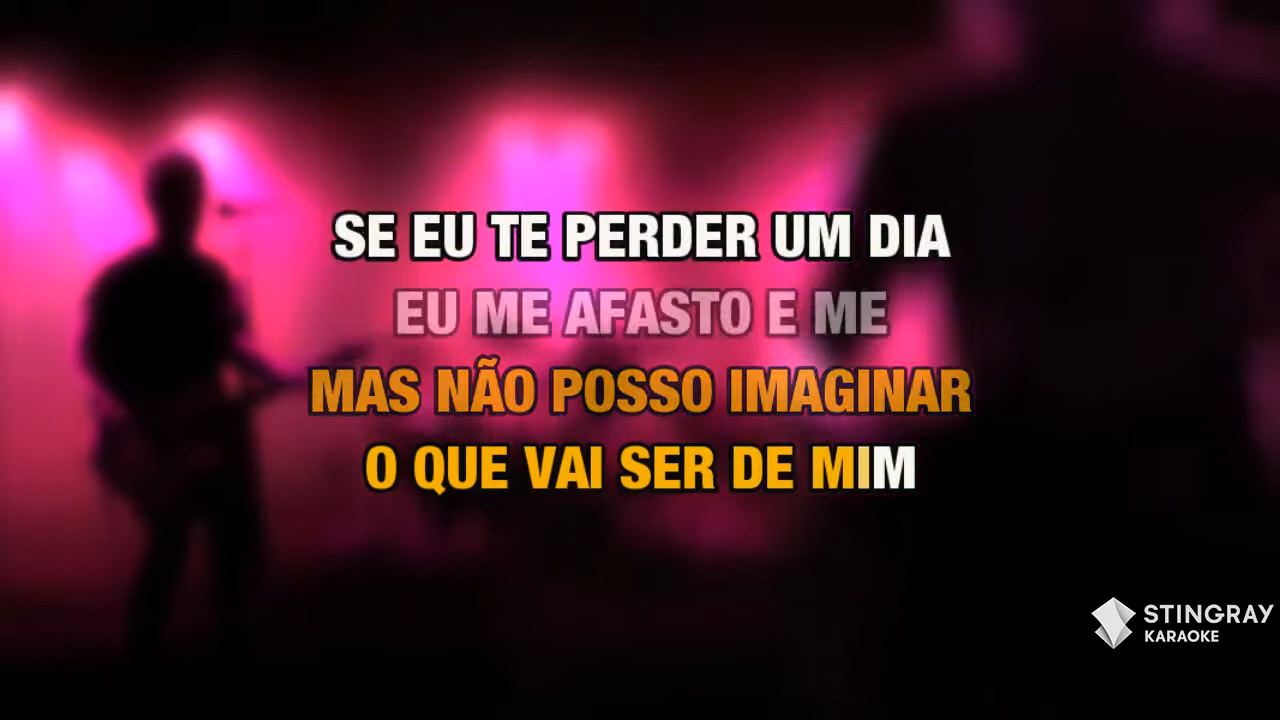 SE EU TE PERDER UM DIA
EU ME AFASTO E ME
MAS NÃO POSSO IMAGINAR
O QUE VAI SER DE MIM
STINGRAY
KARAOKE